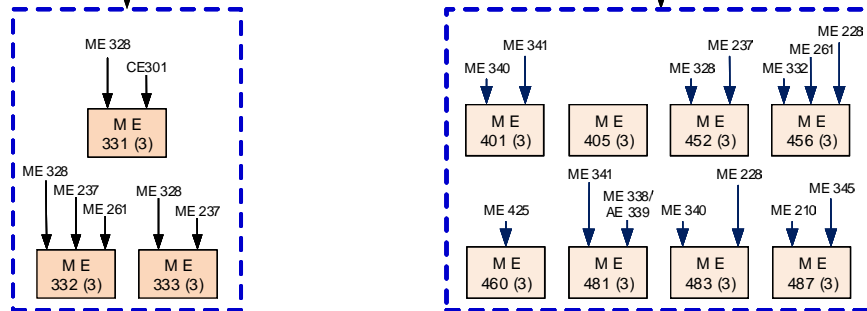 ME 328
CE301
M E
331 (3)
ME 328
ME 237
ME 261
M E
332 (3)
ME 328
ME 237
M E
333 (3)
ME 340
ME 341
M E
401 (3)
M E
405 (3)
ME 328
ME 237
M E
452 (3)
ME 332
ME 261
ME 228
M E
456 (3)
ME 425
M E
460 (3)
ME 341
ME 338/
AE 339
M E
481 (3)
ME 340
ME 228
M E
483 (3)
ME 210
ME 345
M E
487 (3)